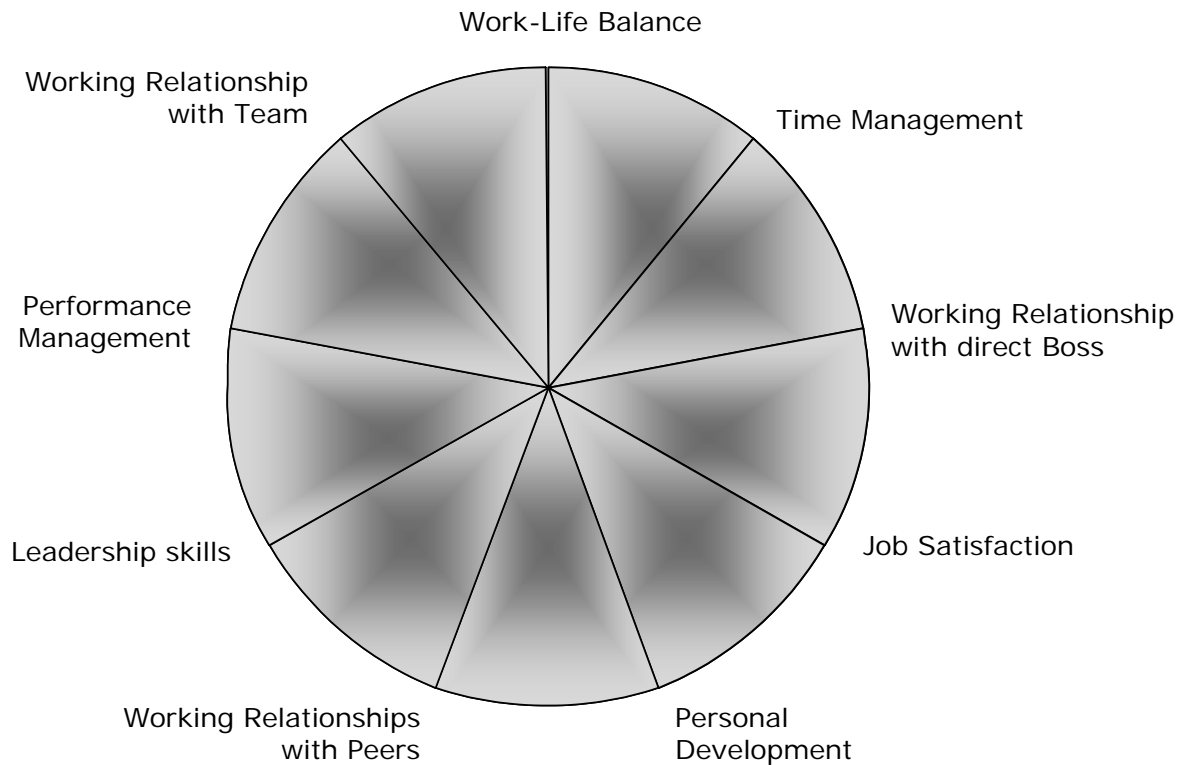 Work-Life Balance
Working Relationship
with Team
Time Management
Performance
Management
Working Relationship
with direct Boss
Leadership skills
Job Satisfaction
Working Relationships
with Peers
Personal
Development